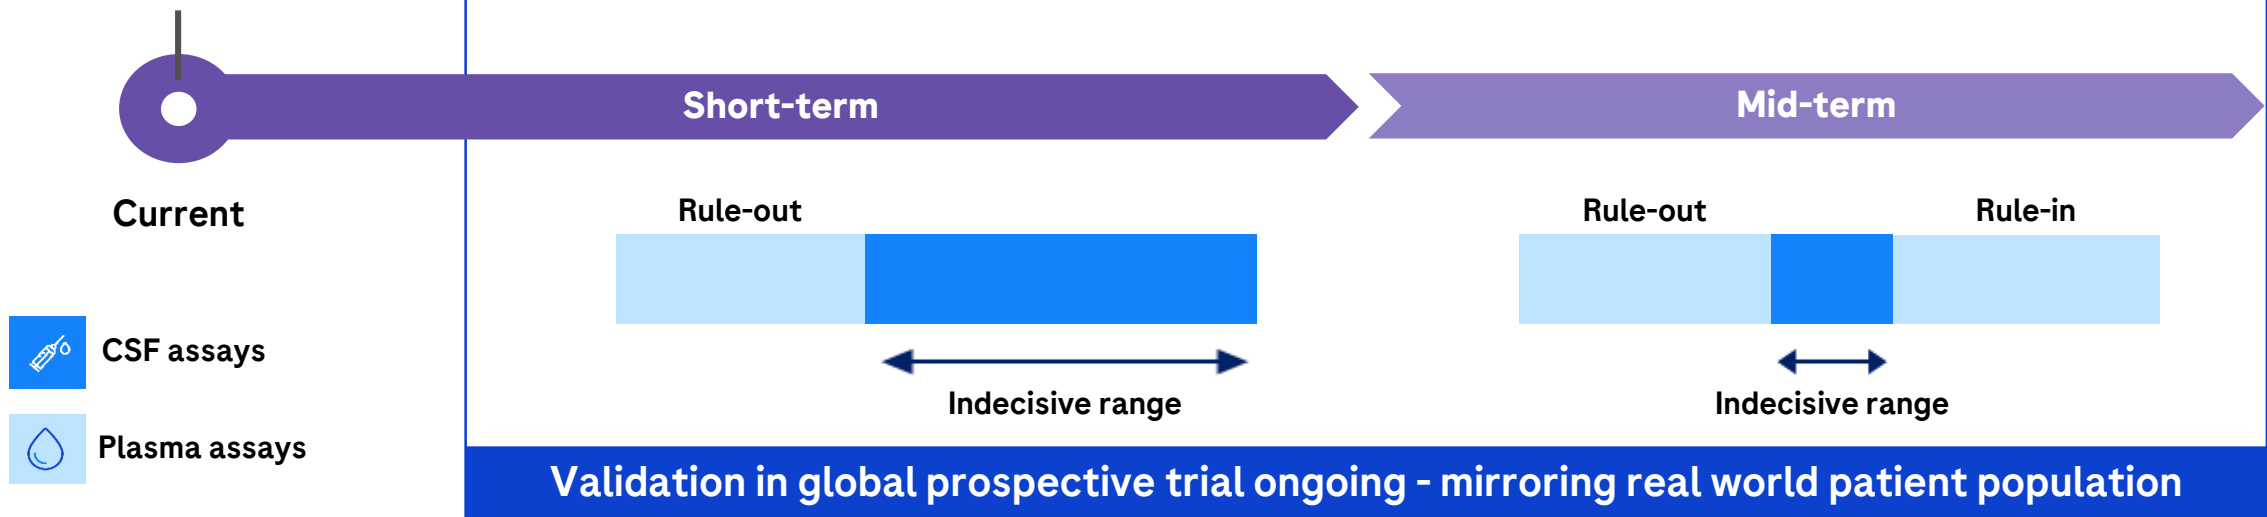 Short-term
Mid-term
Current
Rule-out
Rule-out
Rule-in
CSF assays
Indecisive range
Indecisive range
Plasma assays
Validation in global prospective trial ongoing - mirroring real world patient population